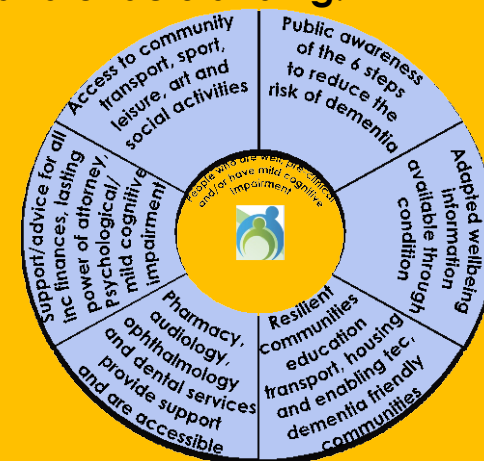 Access to community
transport, sport,
leisure, art and
social activities
Public awareness
of the 6 steps
to reduce the
risk of dementia
Adapted wellbeing
information
available through
condition
Resilient
communities
education
transport, housing
and enabling tec,
dementia friendly
communities
Pharmacy,
audiology,
ophthalmology
and dental services
provide support
and are accessible
Support/advice for all
inc finances, lasting
power of attorney,
Psychological/
mild cognitive
impairment
People who are well, pre-clinical
and/or have mild cognitive
impairment